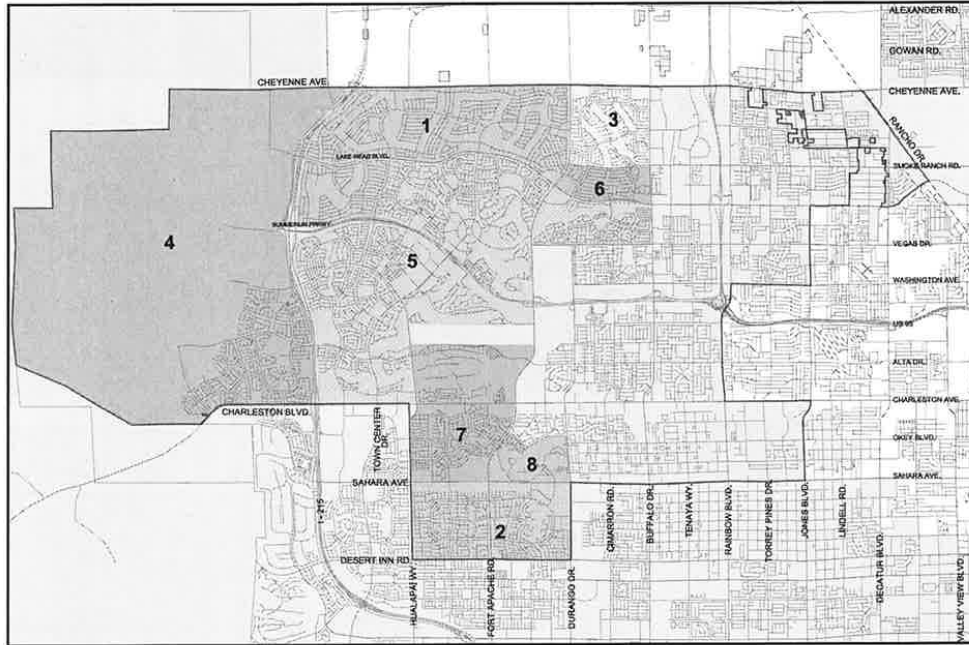 ALEXANDER RD.
GOWAN RD.
CHEYENNE AVE.
CHEYENNE AVE.
1
3
RANCHO DR.
LAKE MEAD BLVD.
SMOKE RANCH RD.
6
4
SUMMERLIN PKWY.
VEGAS DR.
5
WASHINGTON AVE.
US 95
ALTA DR.
CHARLESTON AVE.
CHARLESTON BLVD.
TOWN CENTER DR.
7
OKEY BLVD.
8
SAHARA AVE.
SAHARA AVE.
I - 215
2
CIMARRON RD.
BUFFALO DR.
TENAYA WY.
RAINBOW BLVD.
TORREY PINES DR.
JONES BLVD.
LINDELL RD.
DECATUR BLVD.
VALLEY VIEW BLVD.
DESERT INN RD.
HUALAPAI WY.
FORT APACHE RD.
DURANGO DR.